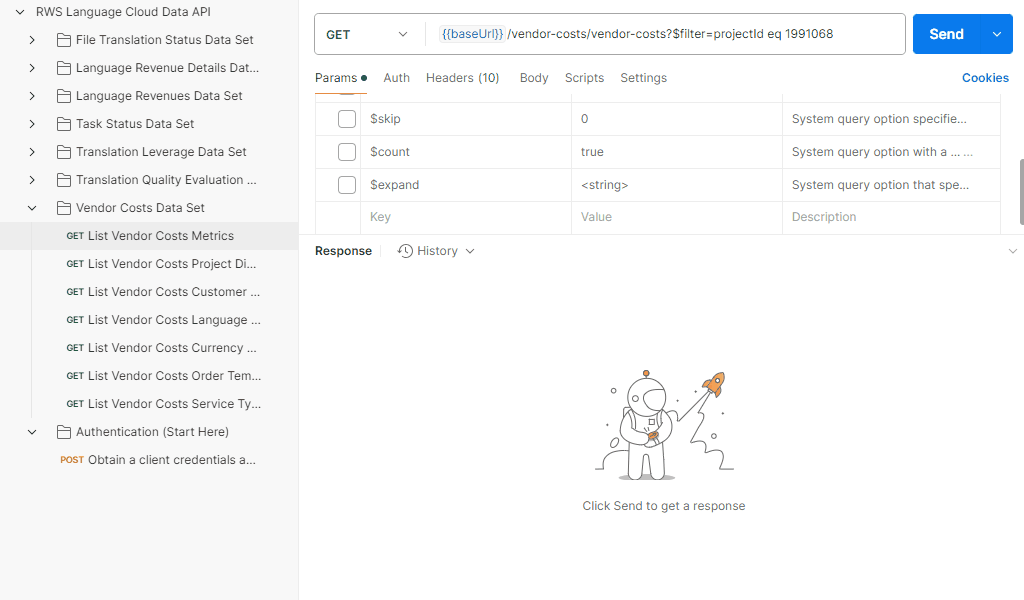 RWS Language Cloud Data API
File Translation Status Data Set
Language Revenue Details Dat...
Language Revenues Data Set
Task Status Data Set
Translation Leverage Data Set
Translation Quality Evaluation ...
Vendor Costs Data Set
GET List Vendor Costs Metrics
GET List Vendor Costs Project Di...
GET List Vendor Costs Customer ...
GET List Vendor Costs Language ...
GET List Vendor Costs Currency ...
GET List Vendor Costs Order Tem...
GET List Vendor Costs Service Ty...
Authentication (Start Here)
POST Obtain a client credentials a...
GET {{baseUrl}} /vendor-costs/vendor-costs?$filter=projectId eq 1991068 Send
Params Auth Headers (10) Body Scripts Settings Cookies
$skip 0 System query option specifie...
$count true System query option with a ... ...
$expand <string> System query option that spe...
Key Value Description
Response History
Click Send to get a response